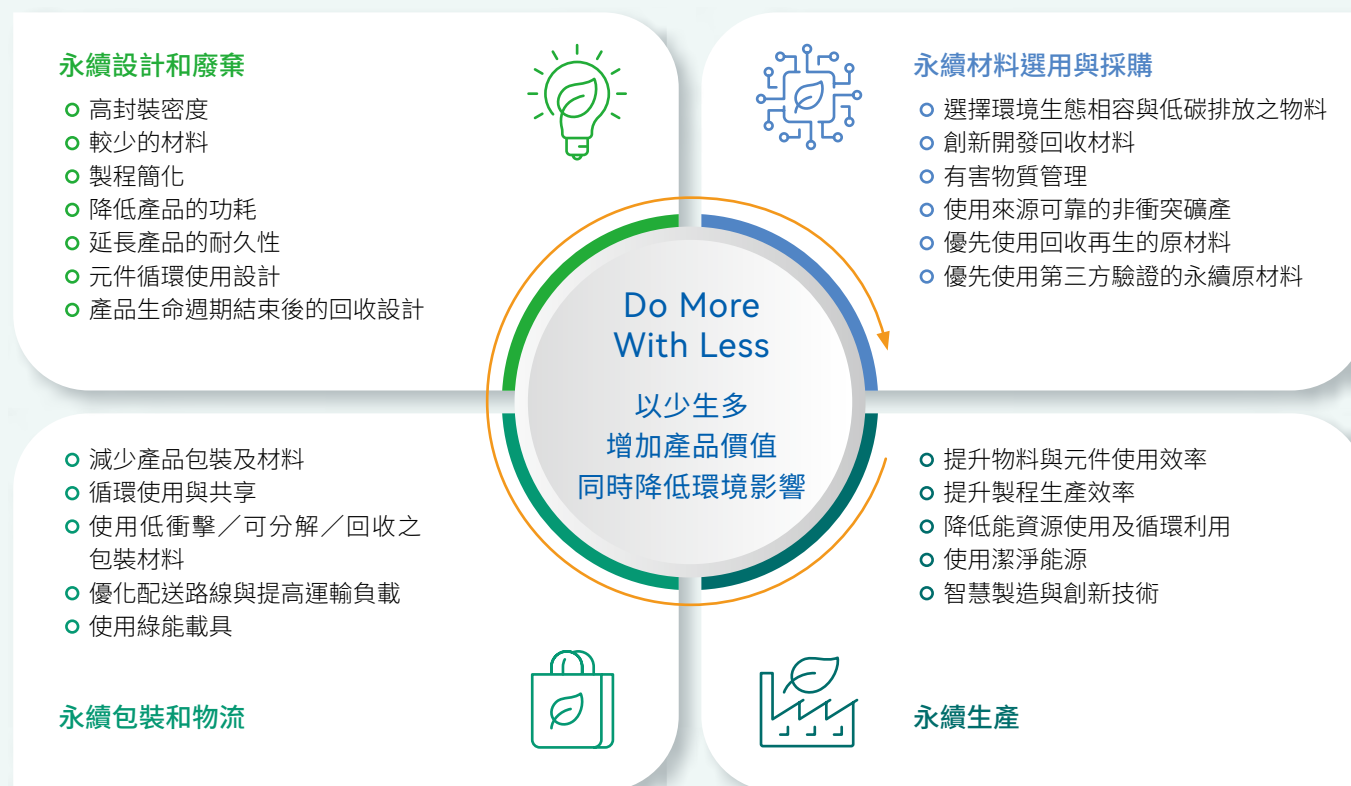 永續設計和廢棄
高封裝密度
較少的材料
製程簡化
降低產品的功耗
延長產品的耐久性
元件循環使用設計
產品生命週期結束後的回收設計
永續材料選用與採購
選擇環境生態相容與低碳排放之物料
創新開發回收材料
有害物質管理
使用來源可靠的非衝突礦產
優先使用回收再生的原材料
優先使用第三方驗證的永續原材料
Do More
With Less
以少生多
增加產品價值
同時降低環境影響
減少產品包裝及材料
循環使用與共享
使用低衝擊／可分解／回收之
包裝材料
優化配送路線與提高運輸負載
使用綠能載具
永續包裝和物流
提升物料與元件使用效率
提升製程生產效率
降低能資源使用及循環利用
使用潔淨能源
智慧製造與創新技術
永續生產